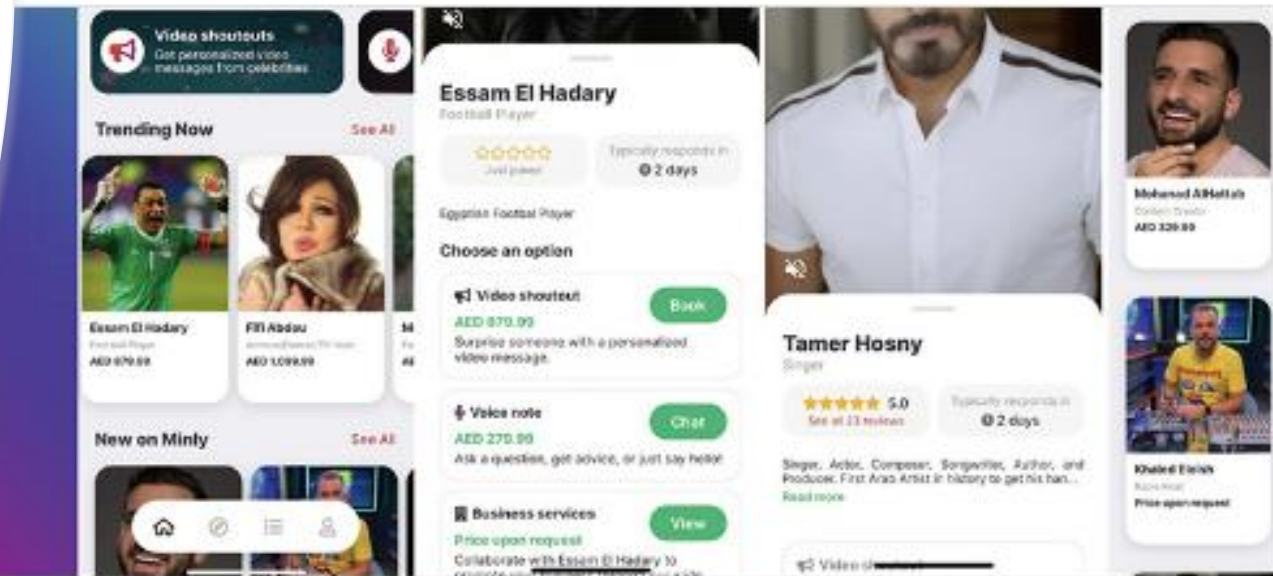 Video shoutouts
Get personalized video
messages from celebrities
Trending Now
See All
Essam El Hadary
Football Player
AED 879.99
Fifi Abdou
AED 1,099.99
New on Minly
See All
Essam El Hadary
Football Player
Just joined
Typically responds in
2 days
Egyptian Football Player
Choose an option
Video shoutout
Book
AED 879.99
Surprise someone with a personalized
video message.
Voice note
Chat
AED 279.99
Ask a question, get advice, or just say hello!
Business services
View
Price upon request
Collaborate with Essam El Hadary to
Tamer Hosny
Singer
5.0
See all 23 reviews
Typically responds in
2 days
Singer, Actor, Composer, Songwriter, Author, and
Producer. First Arab Artist in history to get his han...
Read more
Mohanad AlHattab
Content Creator
AED 329.99
Khaled Eloish
Price upon request